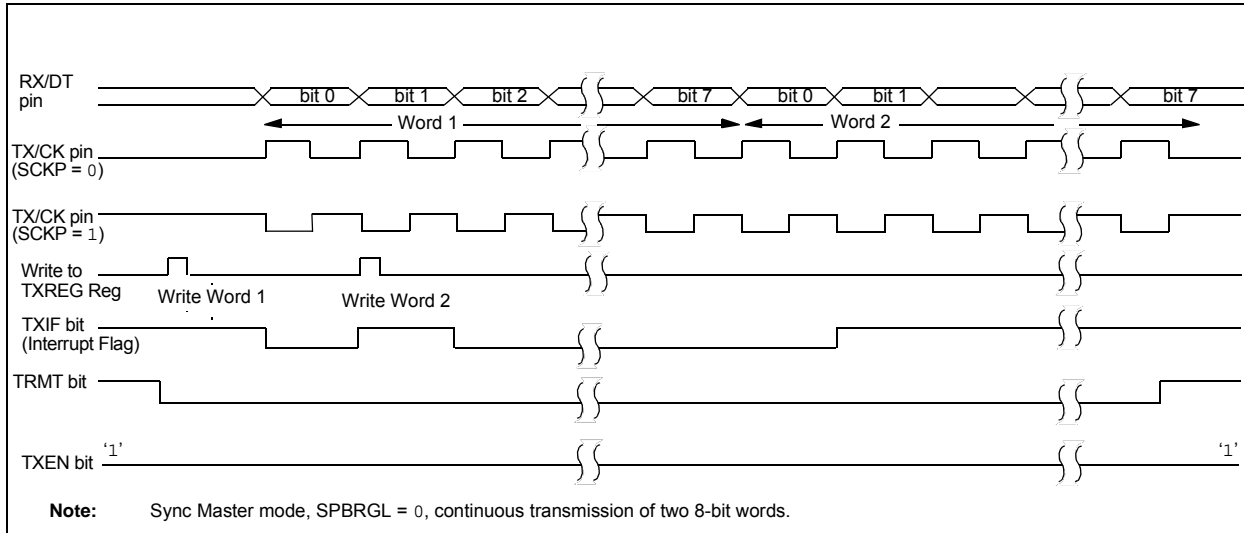 RX/DT
pin
bit 0 bit 1 bit 2 bit 7 bit 0 bit 1 bit 7
Word 1 Word 2
TX/CK pin
(SCKP = 0)
TX/CK pin
(SCKP = 1)
Write to
TXREG Reg
Write Word 1 Write Word 2
TXIF bit
(Interrupt Flag)
TRMT bit
TXEN bit '1' '1'
Note: Sync Master mode, SPBRGL = 0, continuous transmission of two 8-bit words.